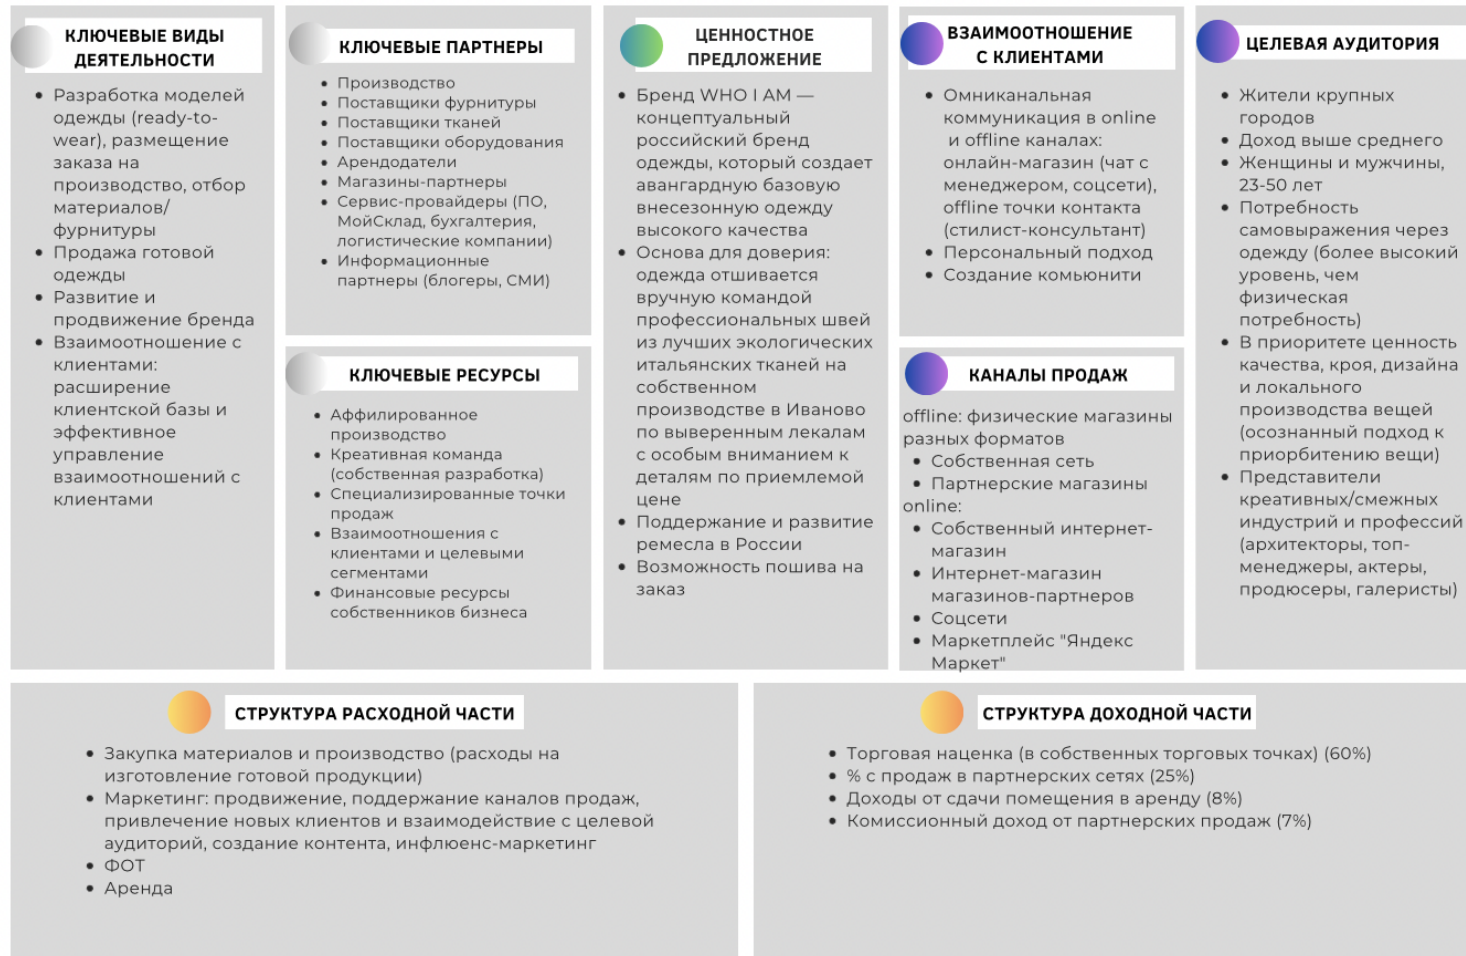 КЛЮЧЕВЫЕ ВИДЫ
ДЕЯТЕЛЬНОСТИ
• Разработка моделей
одежды (ready-to-
wear), размещение
заказа на
производство, отбор
материалов/
фурнитуры
• Продажа готовой
одежды
• Развитие и
продвижение бренда
• Взаимоотношение с
клиентами:
расширение
клиентской базы и
эффективное
управление
взаимоотношений с
клиентами
КЛЮЧЕВЫЕ ПАРТНЕРЫ
• Производство
• Поставщики фурнитуры
• Поставщики тканей
• Поставщики оборудования
• Арендодатели
• Магазины-партнеры
• Сервис-провайдеры (ПО,
МойСклад, бухгалтерия,
логистические компании)
• Информационные
партнеры (блогеры, СМИ)
КЛЮЧЕВЫЕ РЕСУРСЫ
• Аффилированное
производство
• Креативная команда
(собственная разработка)
• Специализированные точки
продаж
• Взаимоотношения с
клиентами и целевыми
сегментами
• Финансовые ресурсы
собственников бизнеса
ЦЕННОСТНОЕ
ПРЕДЛОЖЕНИЕ
• Бренд WHO I AM —
концептуальный
российский бренд
одежды, который создает
авангардную базовую
внесезонную одежду
высокого качества
• Основа для доверия:
одежда отшивается
вручную командой
профессиональных швей
из лучших экологических
итальянских тканей на
собственном
производстве в Иваново
по выверенным лекалам
с особым вниманием к
деталям по приемлемой
цене
• Поддержание и развитие
ремесла в России
• Возможность пошива на
заказ
ВЗАИМООТНОШЕНИЕ
С КЛИЕНТАМИ
• Омниканальная
коммуникация в online
и offline каналах:
онлайн-магазин (чат с
менеджером, соцсети),
offline точки контакта
(стилист-консультант)
• Персональный подход
• Создание комьюнити
КАНАЛЫ ПРОДАЖ
offline: физические магазины
разных форматов
• Собственная сеть
• Партнерские магазины
online:
• Собственный интернет-
магазин
• Интернет-магазин
магазинов-партнеров
• Соцсети
• Маркетплейс "Яндекс
Маркет"
ЦЕЛЕВАЯ АУДИТОРИЯ
• Жители крупных
городов
• Доход выше среднего
• Женщины и мужчины,
23-50 лет
• Потребность
самовыражения через
одежду (более высокий
уровень, чем
физическая
потребность)
• В приоритете ценность
качества, кроя, дизайна
и локального
производства вещей
(осознанный подход к
приорбитению вещи)
• Представители
креативных/смежных
индустрий и профессий
(архитекторы, топ-
менеджеры, актеры,
продюсеры, галеристы)
СТРУКТУРА РАСХОДНОЙ ЧАСТИ
• Закупка материалов и производство (расходы на
изготовление готовой продукции)
• Маркетинг: продвижение, поддержание каналов продаж,
привлечение новых клиентов и взаимодействие с целевой
аудиторий, создание контента, инфлюенс-маркетинг
• ФОТ
• Аренда
СТРУКТУРА ДОХОДНОЙ ЧАСТИ
• Торговая наценка (в собственных торговых точках) (60%)
• % с продаж в партнерских сетях (25%)
• Доходы от сдачи помещения в аренду (8%)
• Комиссионный доход от партнерских продаж (7%)